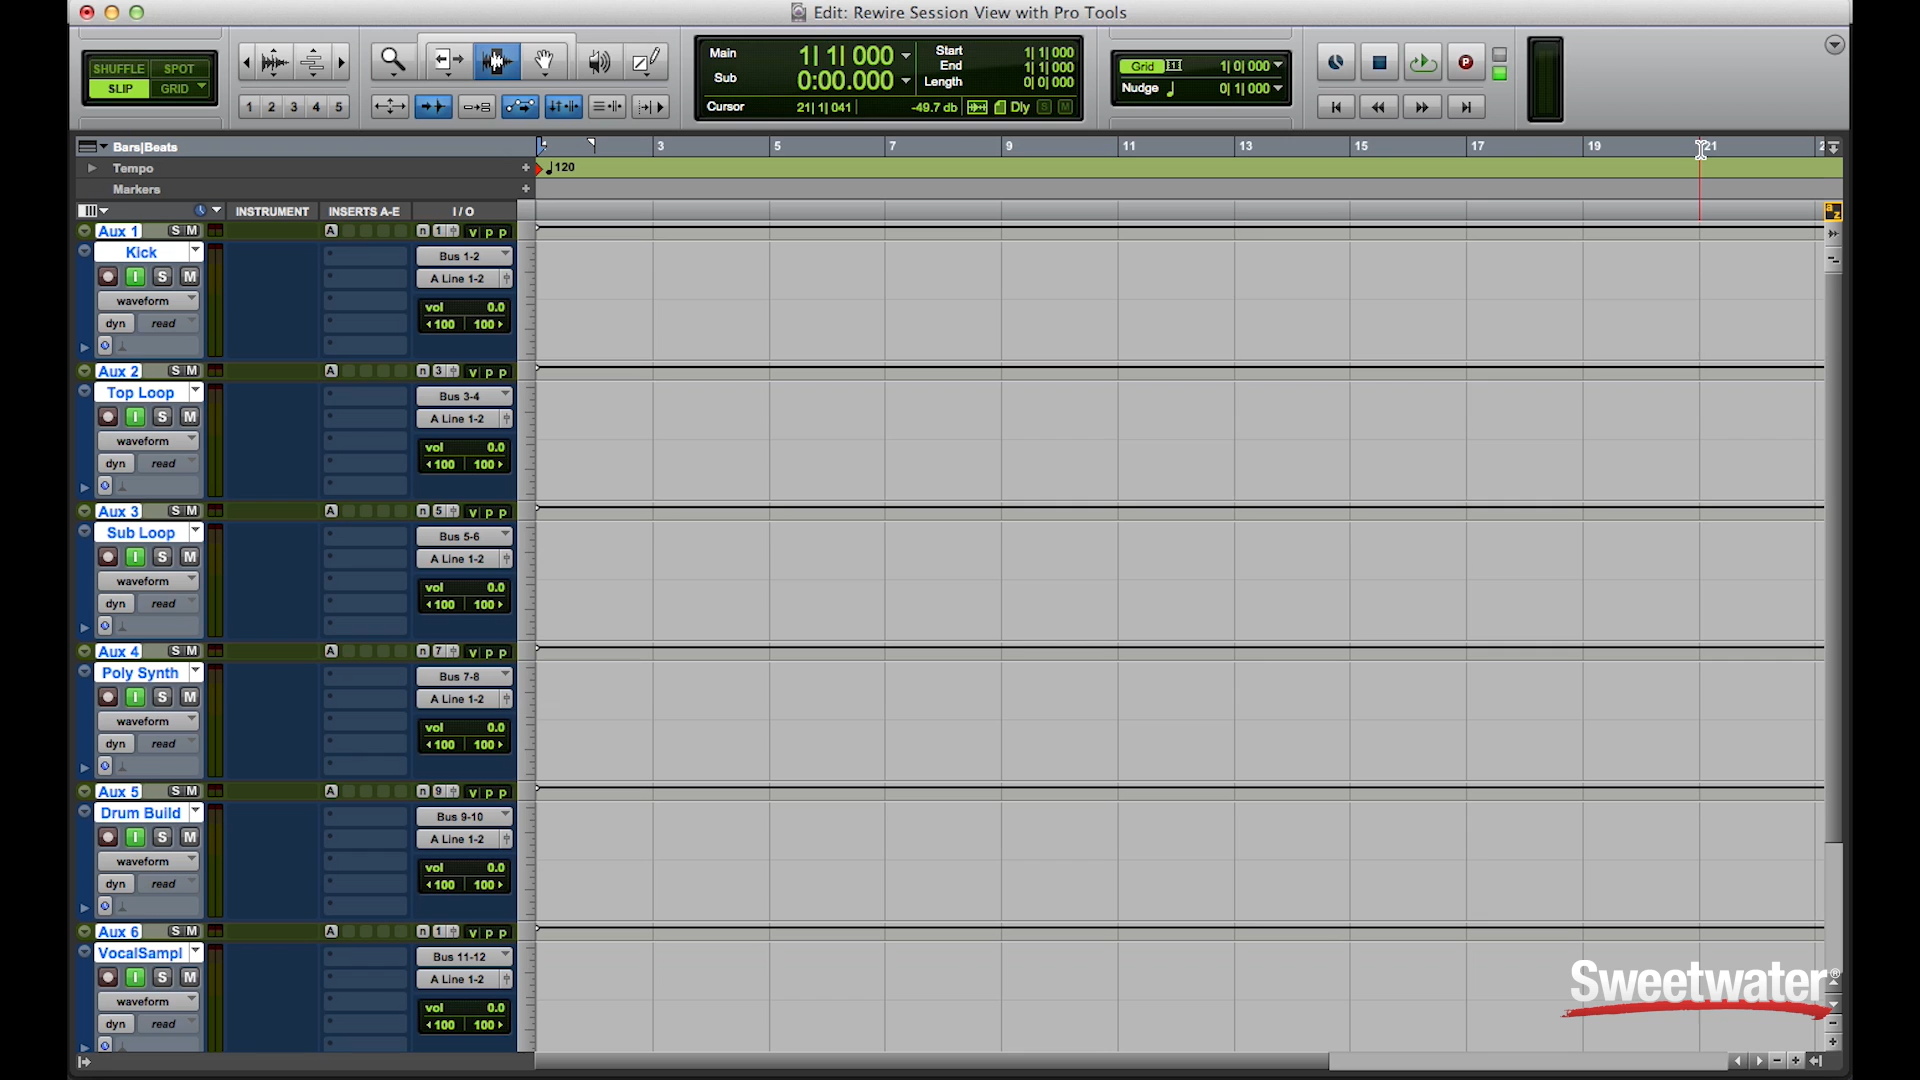 Edit: Rewire Session View with Pro Tools
SHUFFLE SPOT
SLIP GRID
1 2 3 4 5
Main 1| 1| 000
Sub 0:00.000
Start 1| 1| 000
End 1| 1| 000
Length 0| 0| 000
Cursor 21| 1| 041 -49.7 db Dly S M
Grid 1| 0| 000
Nudge 0| 1| 000
P
Bars|Beats 3 5 7 9 11 13 15 17 19 21 2
Tempo + 120
Markers +
INSTRUMENT INSERTS A-E I / O
a z
Aux 1 S M A n 1 v p p
Kick Bus 1-2
I S M A Line 1-2
waveform vol 0.0
dyn read 100 100
Aux 2 S M A n 3 v p p
Top Loop Bus 3-4
I S M A Line 1-2
waveform vol 0.0
dyn read 100 100
Aux 3 S M A n 5 v p p
Sub Loop Bus 5-6
I S M A Line 1-2
waveform vol 0.0
dyn read 100 100
Aux 4 S M A n 7 v p p
Poly Synth Bus 7-8
I S M A Line 1-2
waveform vol 0.0
dyn read 100 100
Aux 5 S M A n 9 v p p
Drum Build Bus 9-10
I S M A Line 1-2
waveform vol 0.0
dyn read 100 100
Aux 6 S M A n 1 v p p
VocalSampl Bus 11-12
I S M A Line 1-2
waveform vol 0.0
dyn read 100 100
Sweetwater®